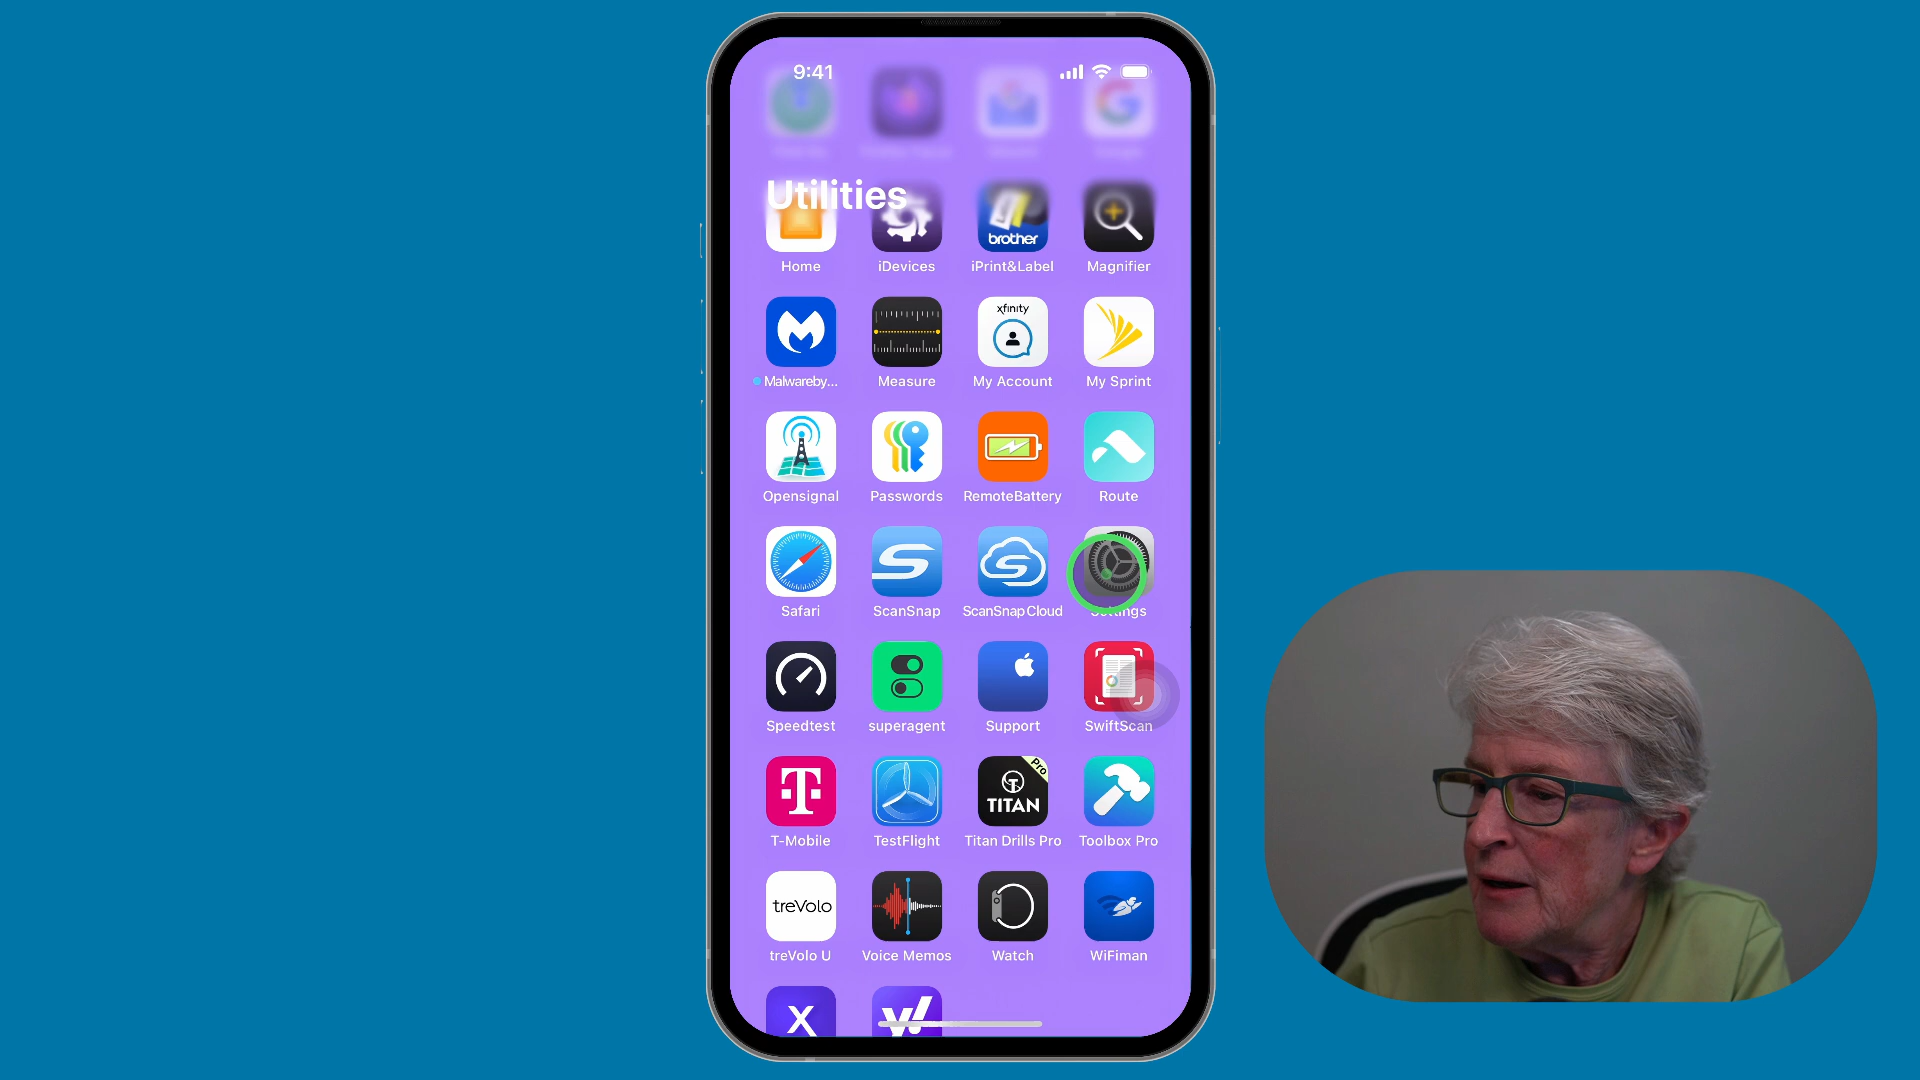 9:41
Utilities
brother
Home iDevices iPrint&Label Magnifier
xfinity
Malwareby... Measure My Account My Sprint
Opensignal Passwords RemoteBattery Route
Safari ScanSnap ScanSnap Cloud Settings
Speedtest superagent Support SwiftScan
Pro
TITAN
T-Mobile TestFlight Titan Drills Pro Toolbox Pro
treVolo
treVolo U Voice Memos Watch WiFiman